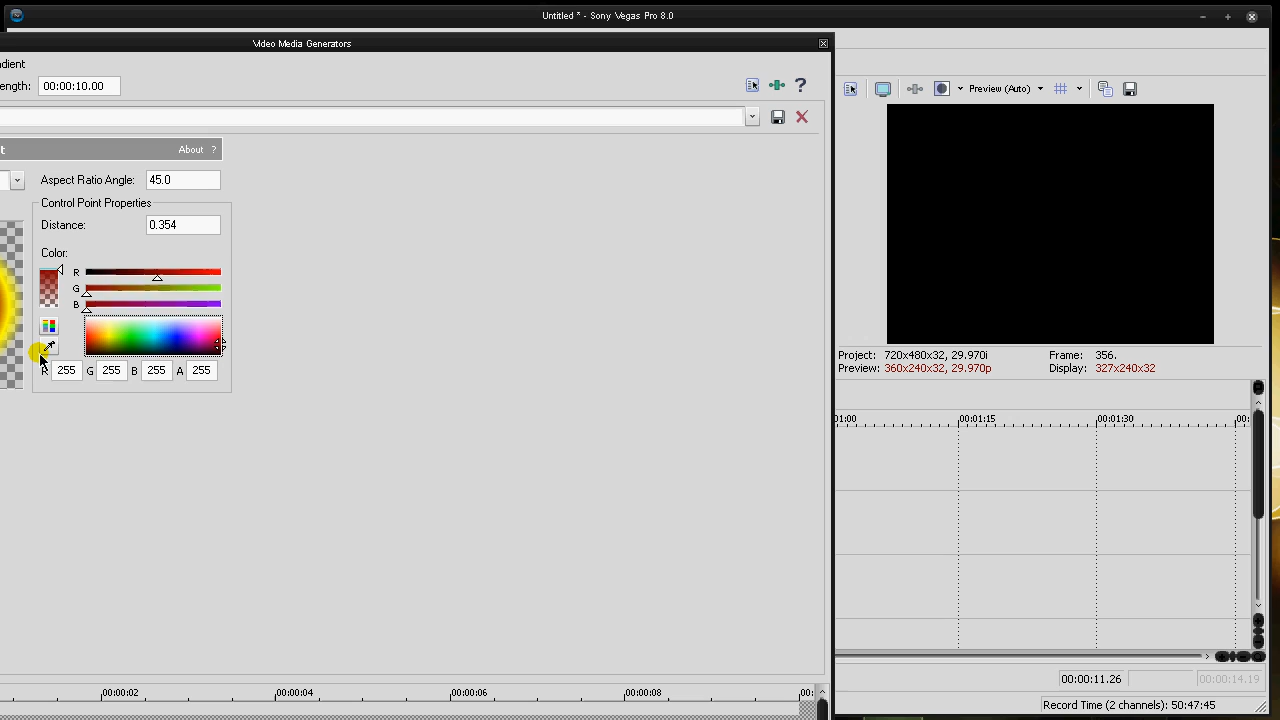 Untitled * - Sony Vegas Pro 8.0
Video Media Generators
dient
ength: 00:00:10.00
?
Preview (Auto)
t About ?
Aspect Ratio Angle: 45.0
Control Point Properties
Distance: 0.354
Color:
R
G
B
R 255 G 255 B 255 A 255
Project: 720x480x32, 29.970i Frame: 356.
Preview: 360x240x32, 29.970p Display: 327x240x32
01:00 00:01:15 00:01:30 00:
00:00:11.26 00:00:14.19
00:00:02 00:00:04 00:00:06 00:00:08 00:
Record Time (2 channels): 50:47:45